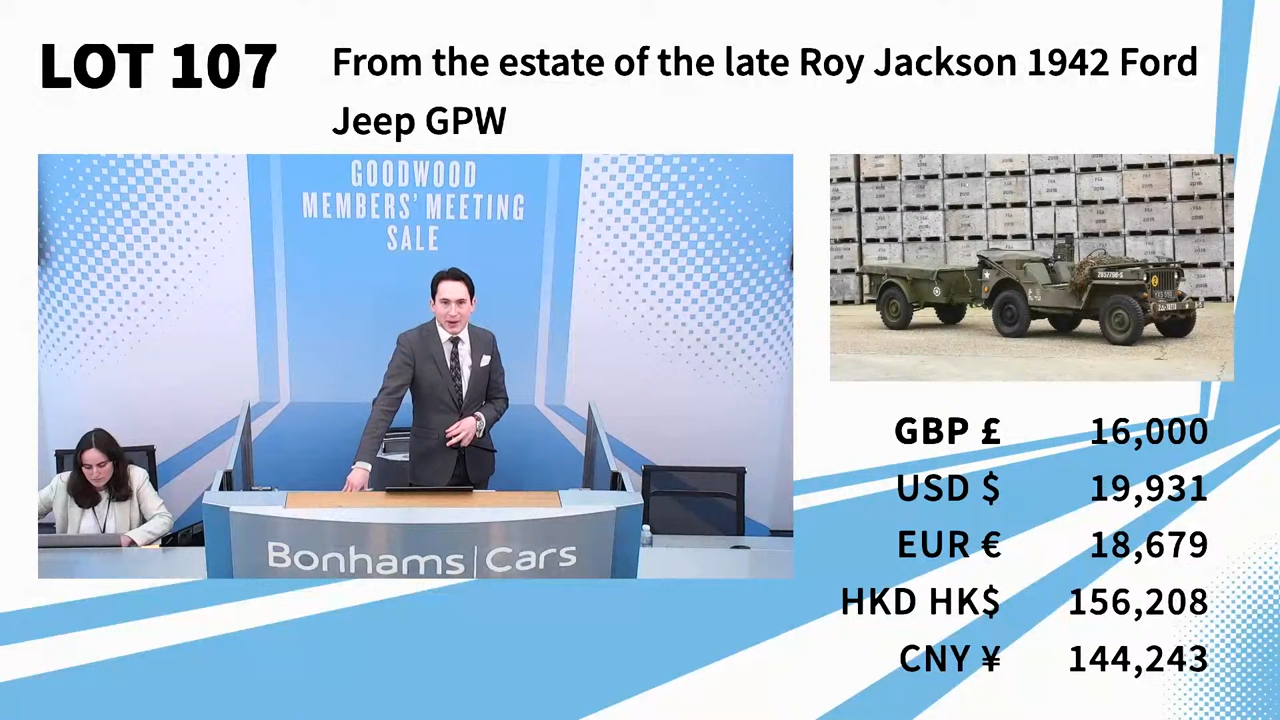 LOT 107
From the estate of the late Roy Jackson 1942 Ford
Jeep GPW
GOODWOOD
MEMBERS' MEETING
SALE
Bonhams|Cars
GBP £ 16,000
USD $ 19,931
EUR € 18,679
HKD HK$ 156,208
CNY ¥ 144,243